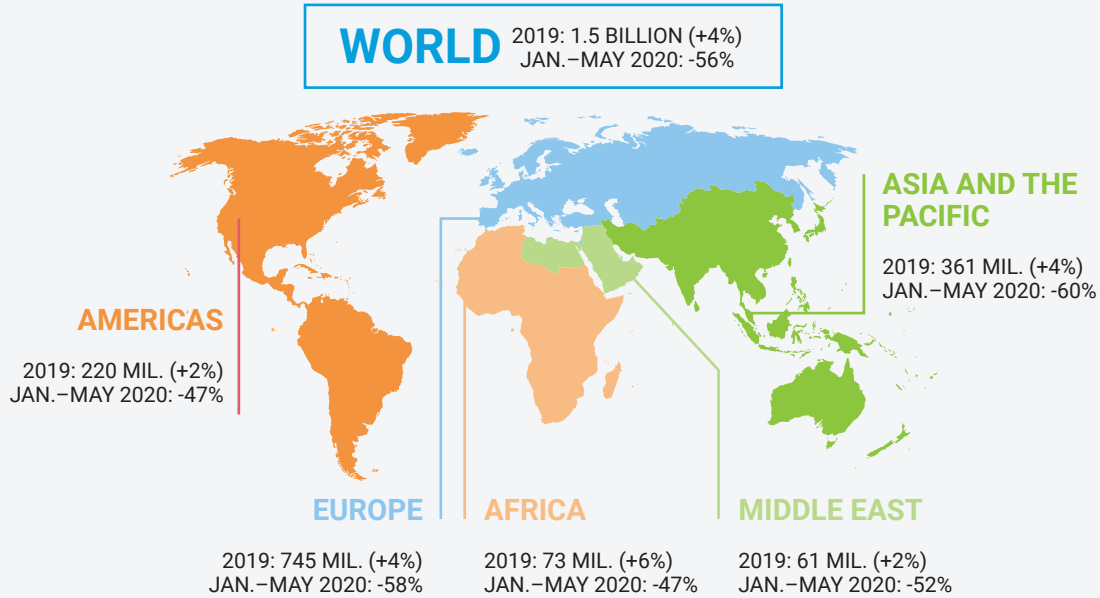 WORLD
2019: 1.5 BILLION (+4%)
JAN.–MAY 2020: -56%
ASIA AND THE
PACIFIC
2019: 361 MIL. (+4%)
JAN.–MAY 2020: -60%
AMERICAS
2019: 220 MIL. (+2%)
JAN.–MAY 2020: -47%
EUROPE
2019: 745 MIL. (+4%)
JAN.–MAY 2020: -58%
AFRICA
2019: 73 MIL. (+6%)
JAN.–MAY 2020: -47%
MIDDLE EAST
2019: 61 MIL. (+2%)
JAN.–MAY 2020: -52%